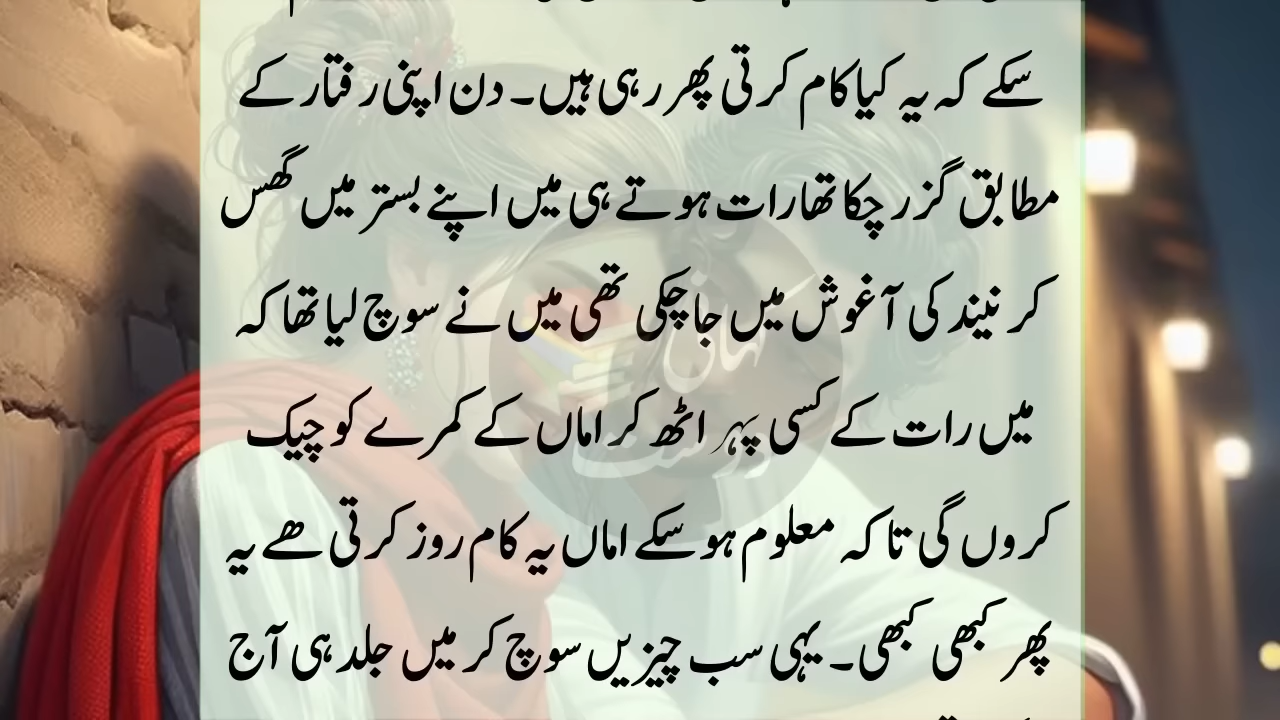 سکے کہ یہ کیا کام کرتی پھر رہی ہیں۔ دن اپنی رفتار کے
مطابق گزر چکا تھا رات ہوتے ہی میں اپنے بستر میں گھس
کر نیند کی آغوش میں جا چکی تھی میں نے سوچ لیا تھا کہ
میں رات کے کسی پہر اٹھ کر اماں کے کمرے کو چیک
کروں گی تاکہ معلوم ہو سکے اماں یہ کام روز کرتی ھے یہ
پھر کبھی کبھی۔ یہی سب چیزیں سوچ کر میں جلد ہی آج
کہانی